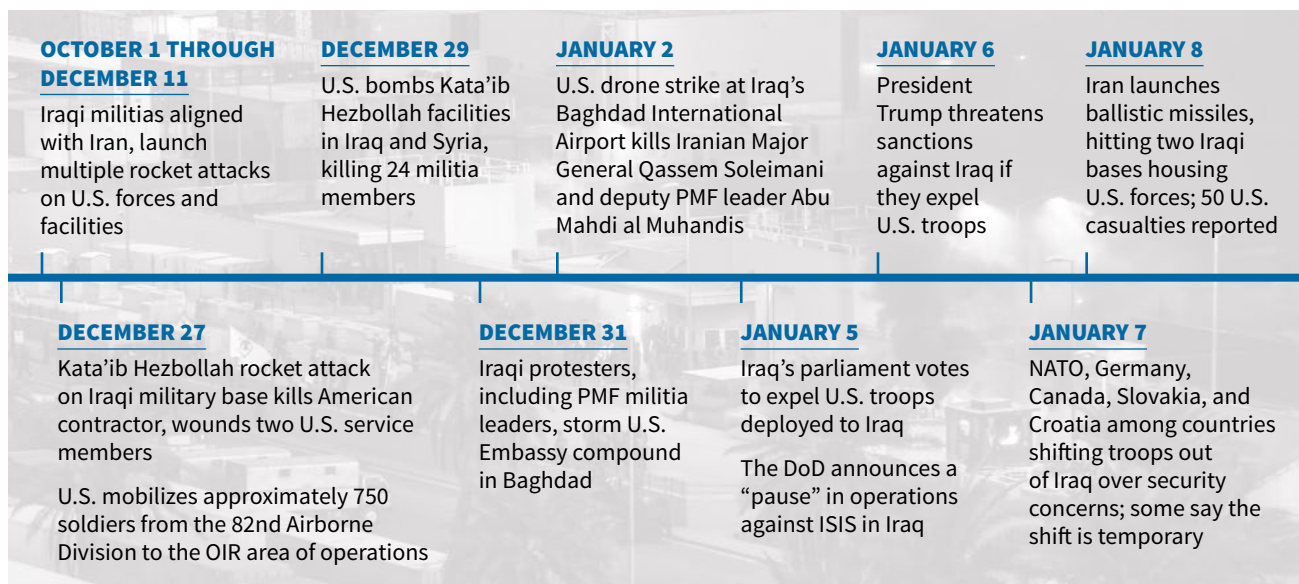 OCTOBER 1 THROUGH
DECEMBER 11
Iraqi militias aligned
with Iran, launch
multiple rocket attacks
on U.S. forces and
facilities
DECEMBER 27
Kata’ib Hezbollah rocket attack
on Iraqi military base kills American
contractor, wounds two U.S. service
members
U.S. mobilizes approximately 750
soldiers from the 82nd Airborne
Division to the OIR area of operations
DECEMBER 29
U.S. bombs Kata’ib
Hezbollah facilities
in Iraq and Syria,
killing 24 militia
members
DECEMBER 31
Iraqi protesters,
including PMF militia
leaders, storm U.S.
Embassy compound
in Baghdad
JANUARY 2
U.S. drone strike at Iraq’s
Baghdad International
Airport kills Iranian Major
General Qassem Soleimani
and deputy PMF leader Abu
Mahdi al Muhandis
JANUARY 5
Iraq’s parliament votes
to expel U.S. troops
deployed to Iraq
The DoD announces a
“pause” in operations
against ISIS in Iraq
JANUARY 6
President
Trump threatens
sanctions
against Iraq if
they expel
U.S. troops
JANUARY 7
NATO, Germany,
Canada, Slovakia, and
Croatia among countries
shifting troops out
of Iraq over security
concerns; some say the
shift is temporary
JANUARY 8
Iran launches
ballistic missiles,
hitting two Iraqi
bases housing
U.S. forces; 50 U.S.
casualties reported